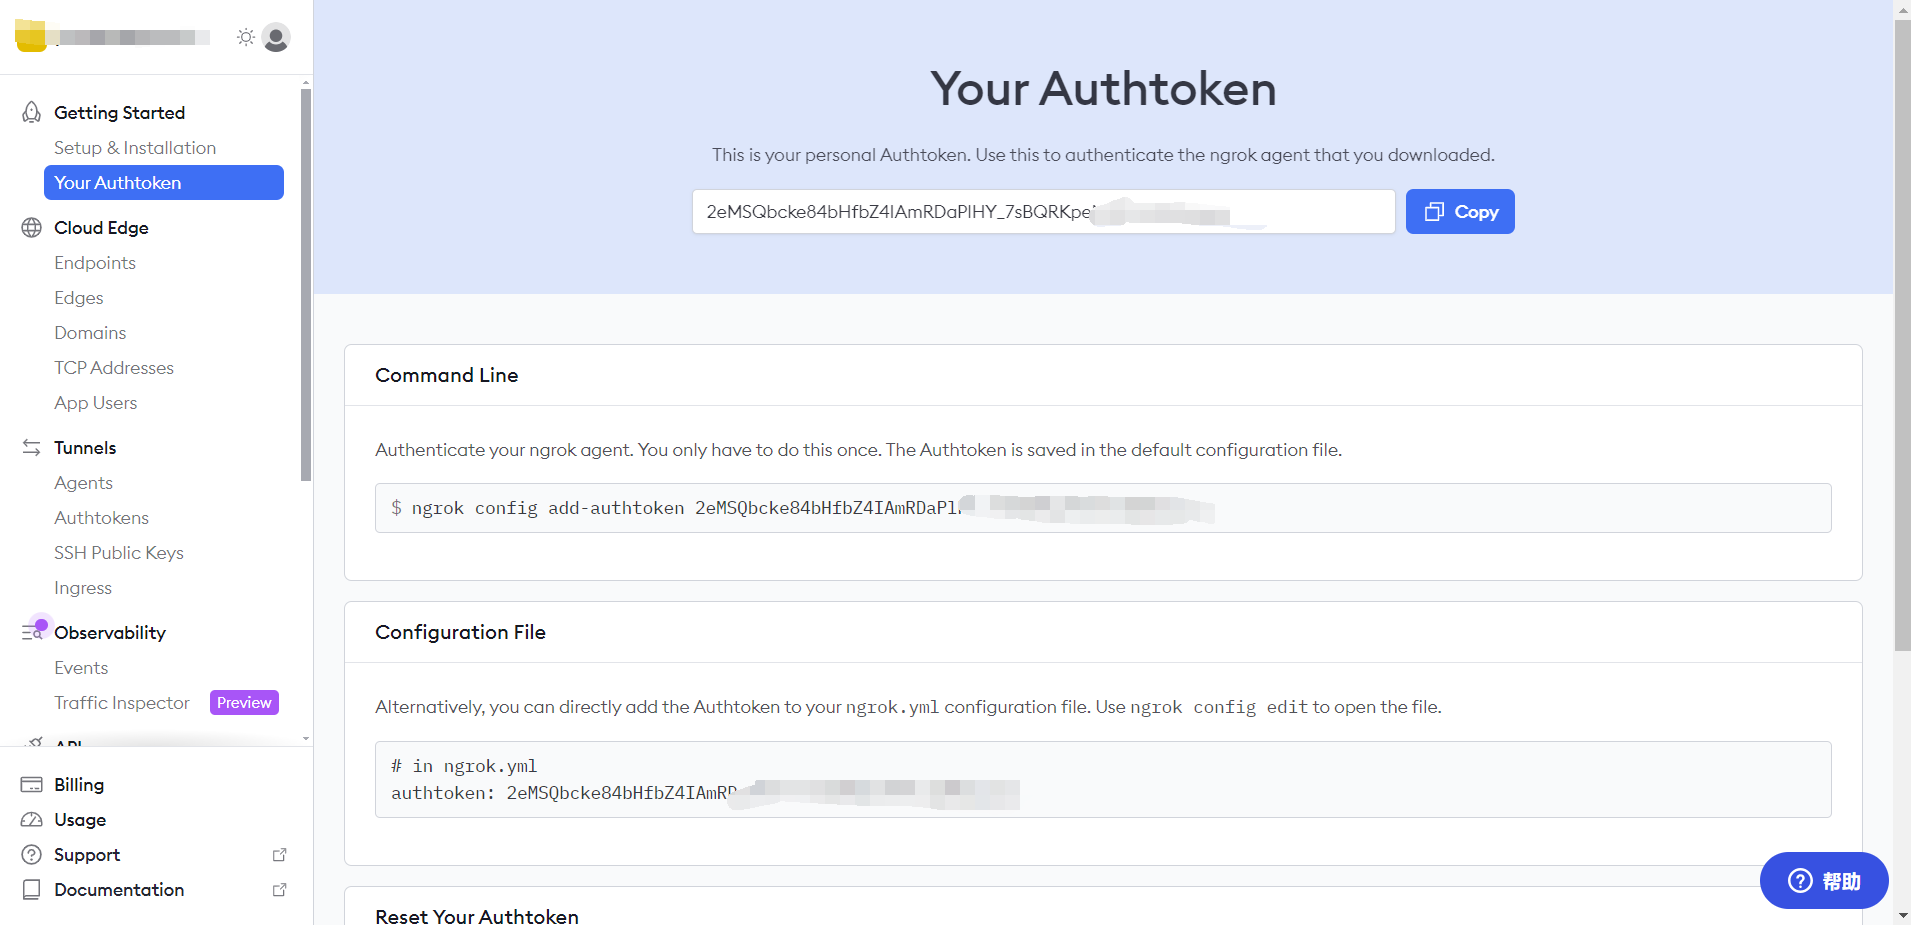 Getting Started
Setup & Installation
Your Authtoken
Cloud Edge
Endpoints
Edges
Domains
TCP Addresses
App Users
Tunnels
Agents
Authtokens
SSH Public Keys
Ingress
Observability
Events
Traffic Inspector Preview
API
Billing
Usage
Support
Documentation
Your Authtoken
This is your personal Authtoken. Use this to authenticate the ngrok agent that you downloaded.
2eMSQbcke84bHfbZ4IAmRDaPlHY_7sBQRKpe
Copy
Command Line
Authenticate your ngrok agent. You only have to do this once. The Authtoken is saved in the default configuration file.
$ ngrok config add-authtoken 2eMSQbcke84bHfbZ4IAmRDaPl
Configuration File
Alternatively, you can directly add the Authtoken to your ngrok.yml configuration file. Use ngrok config edit to open the file.
# in ngrok.yml
authtoken: 2eMSQbcke84bHfbZ4IAmR
Reset Your Authtoken
帮助